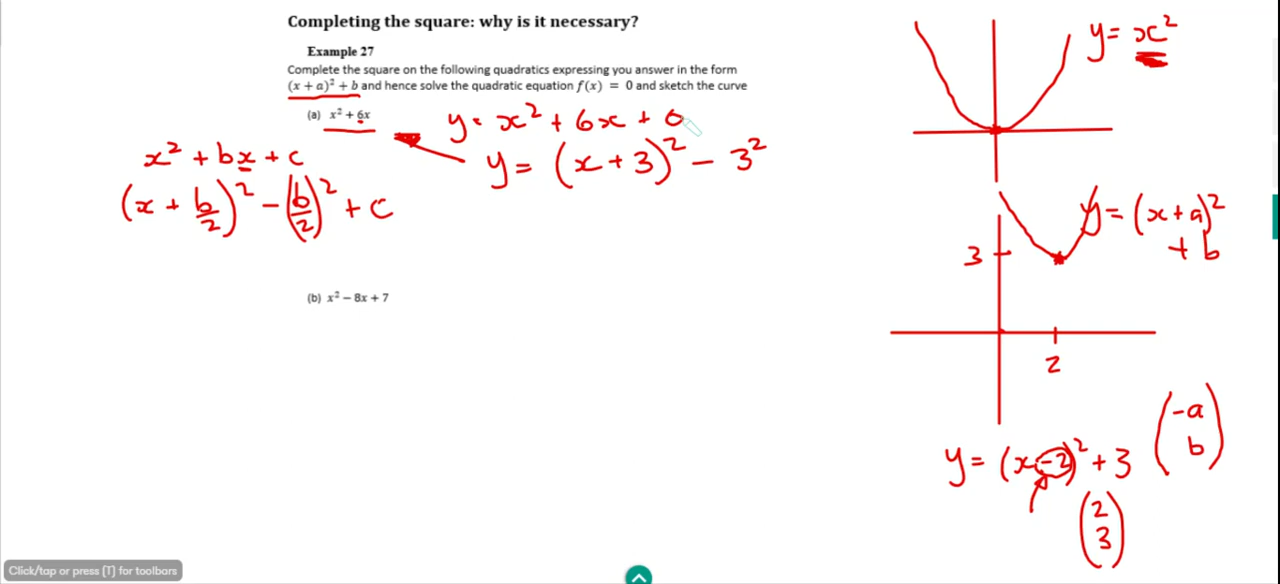 Completing the square: why is it necessary?
Example 27
Complete the square on the following quadratics expressing you answer in the form
(x + a)² + b and hence solve the quadratic equation f(x) = 0 and sketch the curve
(a) x² + 6x
y = x² + 6x + 0
y = (x + 3)² - 3²
x² + bx + c
(x + b/2)² - (b/2)² + c
(b) x² − 8x + 7
y = x²
y = (x + a)²
+ b
3
2
(-a
b)
y = (x - 2)² + 3
(2
3)
Click/tap or press [T] for toolbars